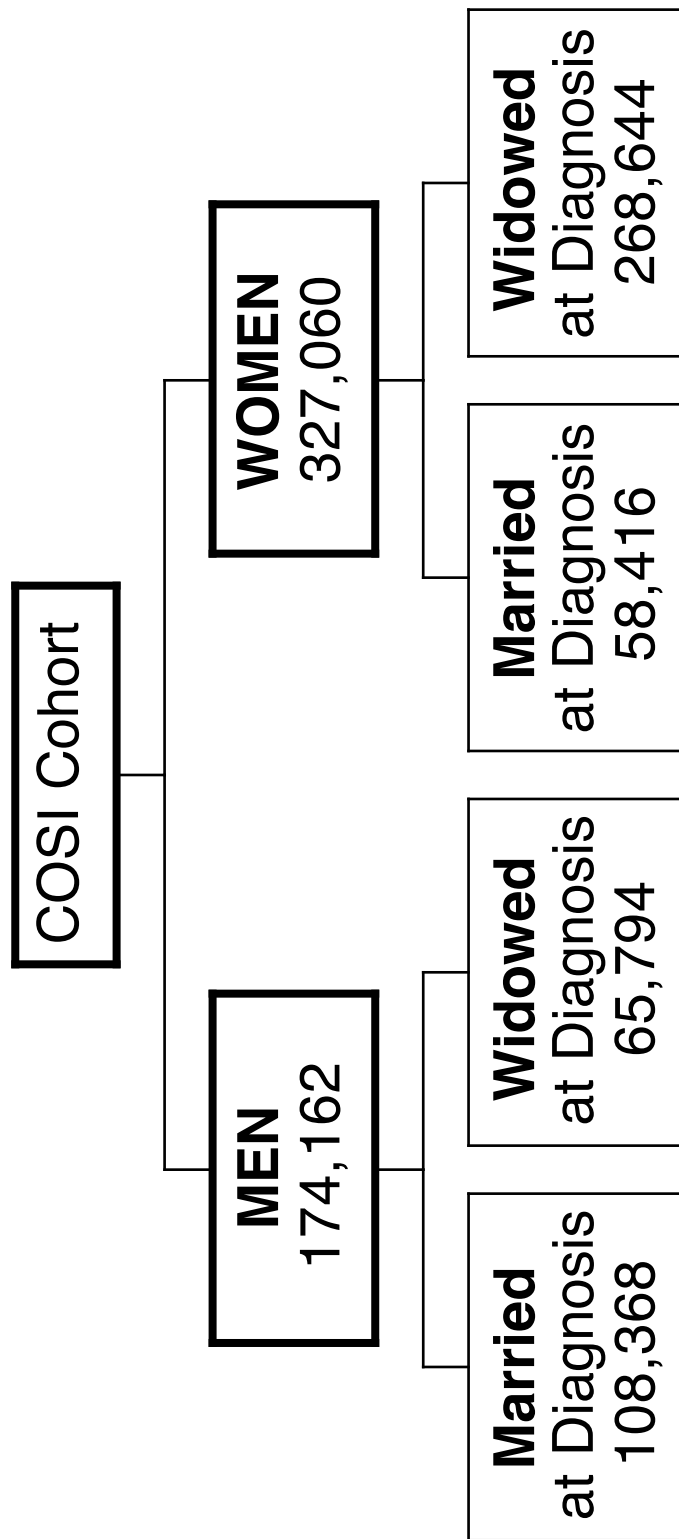 COSI Cohort
MEN
174,162
WOMEN
327,060
Married
at Diagnosis
108,368
Widowed
at Diagnosis
65,794
Married
at Diagnosis
58,416
Widowed
at Diagnosis
268,644